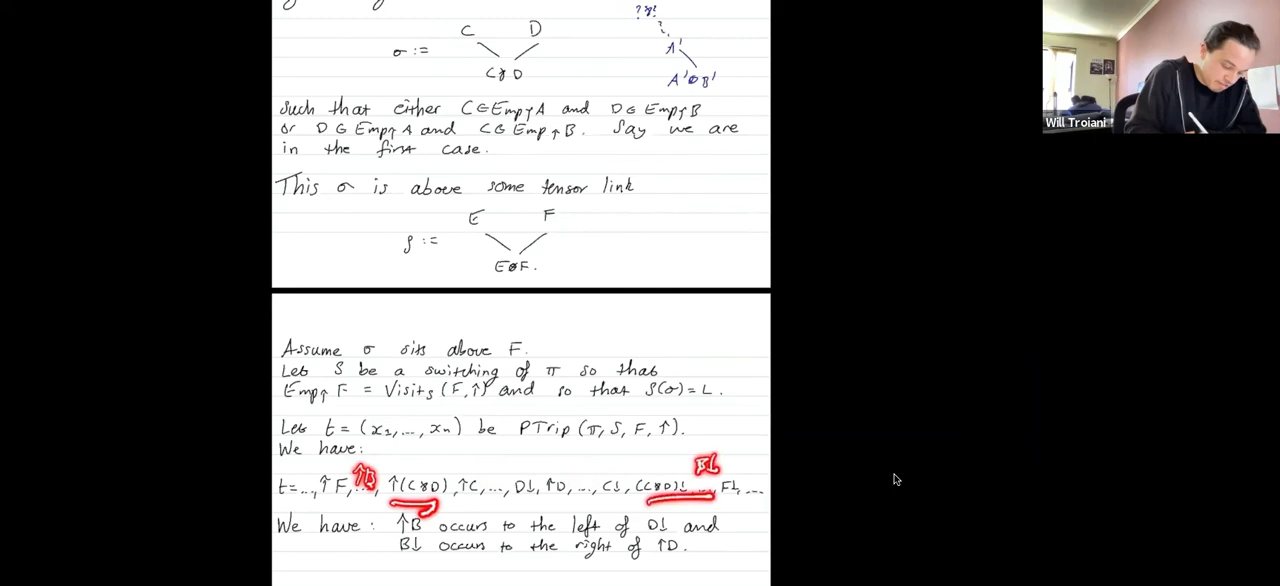 C D
σ :=
C⅋D
??!
A'
A'⊗B'
such that either C∈Emp↑A and D∈Emp↑B
or D∈Emp↑A and C∈Emp↑B. Say we are
in the first case.
This σ is above some tensor link
E F
ρ :=
E⊗F.
Assume σ sits above F.
Let S be a switching of π so that
Emp↑F = Visits(F,↑) and so that S(σ)=L.
Let t = (x₁,...,xₙ) be PTrip(π,S,F,↑).
We have:
↑B B↓
t=..,↑F,..., ↑(C⅋D),↑C,...,D↓,↑D,...,C↓,(C⅋D)↓...,F↓,...
We have: ↑B occurs to the left of D↓ and
B↓ occurs to the right of ↑D.
Will Troiani